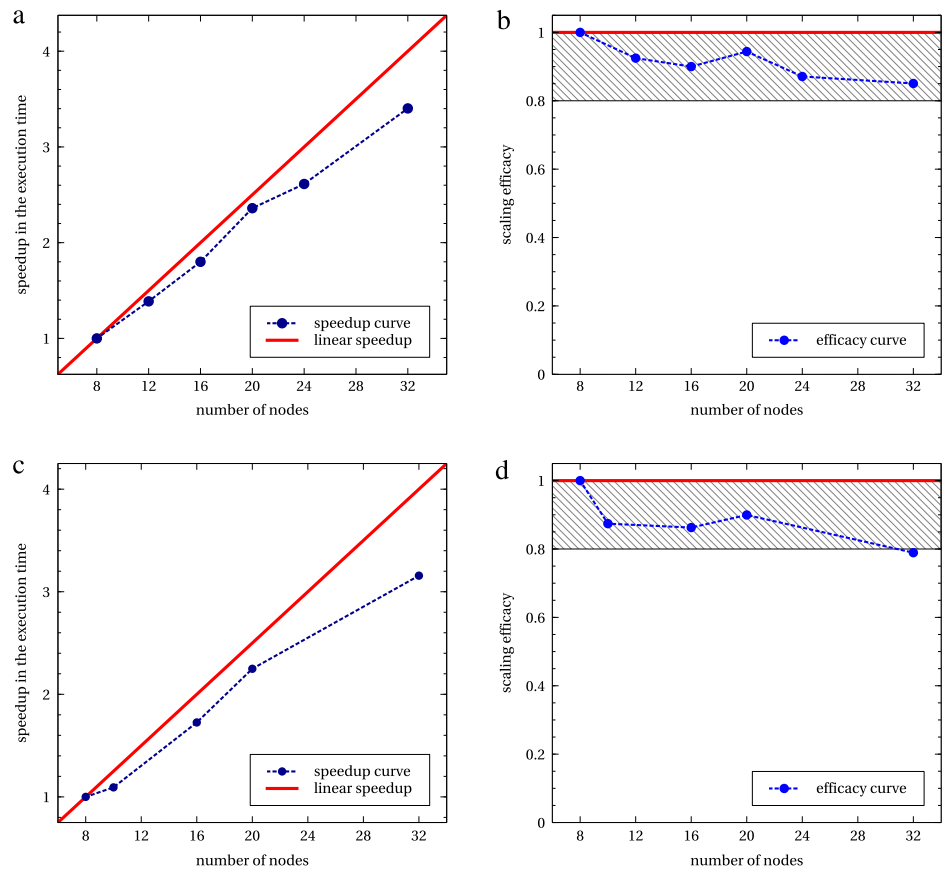 a
speedup in the execution time
4
3
2
1
8 12 16 20 24 28 32
number of nodes
speedup curve
linear speedup
b
scaling efficacy
1
0.8
0.6
0.4
0.2
0
8 12 16 20 24 28 32
number of nodes
efficacy curve
c
speedup in the execution time
4
3
2
1
8 12 16 20 24 28 32
number of nodes
speedup curve
linear speedup
d
scaling efficacy
1
0.8
0.6
0.4
0.2
0
8 12 16 20 24 28 32
number of nodes
efficacy curve